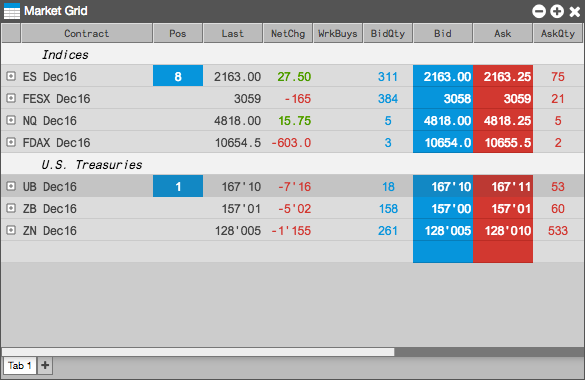 Market Grid
Contract Pos Last NetChg WrkBuys BidQty Bid Ask AskQty
Indices
ES Dec16 8 2163.00 27.50 311 2163.00 2163.25 75
FESX Dec16 3059 -165 384 3058 3059 21
NQ Dec16 4818.00 15.75 5 4818.00 4818.25 5
FDAX Dec16 10654.5 -603.0 3 10654.0 10655.5 2
U.S. Treasuries
UB Dec16 1 167'10 -7'16 18 167'10 167'11 53
ZB Dec16 157'01 -5'02 158 157'00 157'01 60
ZN Dec16 128'005 -1'155 261 128'005 128'010 533
Tab 1